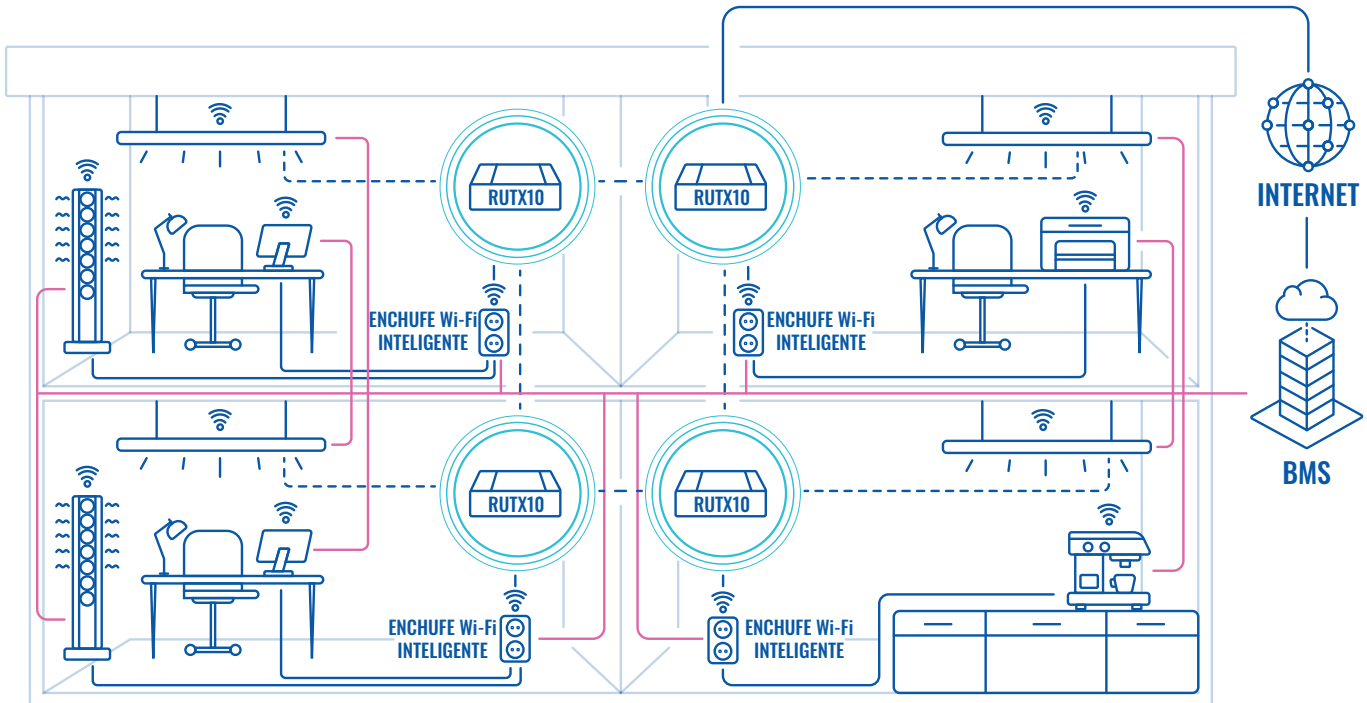 RUTX10
RUTX10
INTERNET
ENCHUFE Wi-Fi
INTELIGENTE
ENCHUFE Wi-Fi
INTELIGENTE
BMS
RUTX10
RUTX10
ENCHUFE Wi-Fi
INTELIGENTE
ENCHUFE Wi-Fi
INTELIGENTE